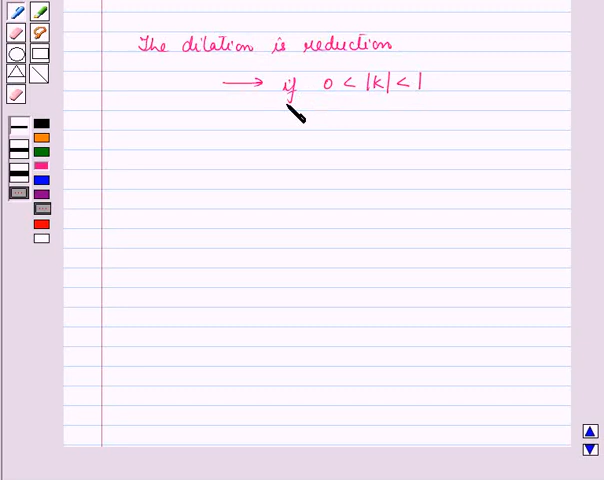 The dilation is reduction
⟶ if 0 < |K| < 1